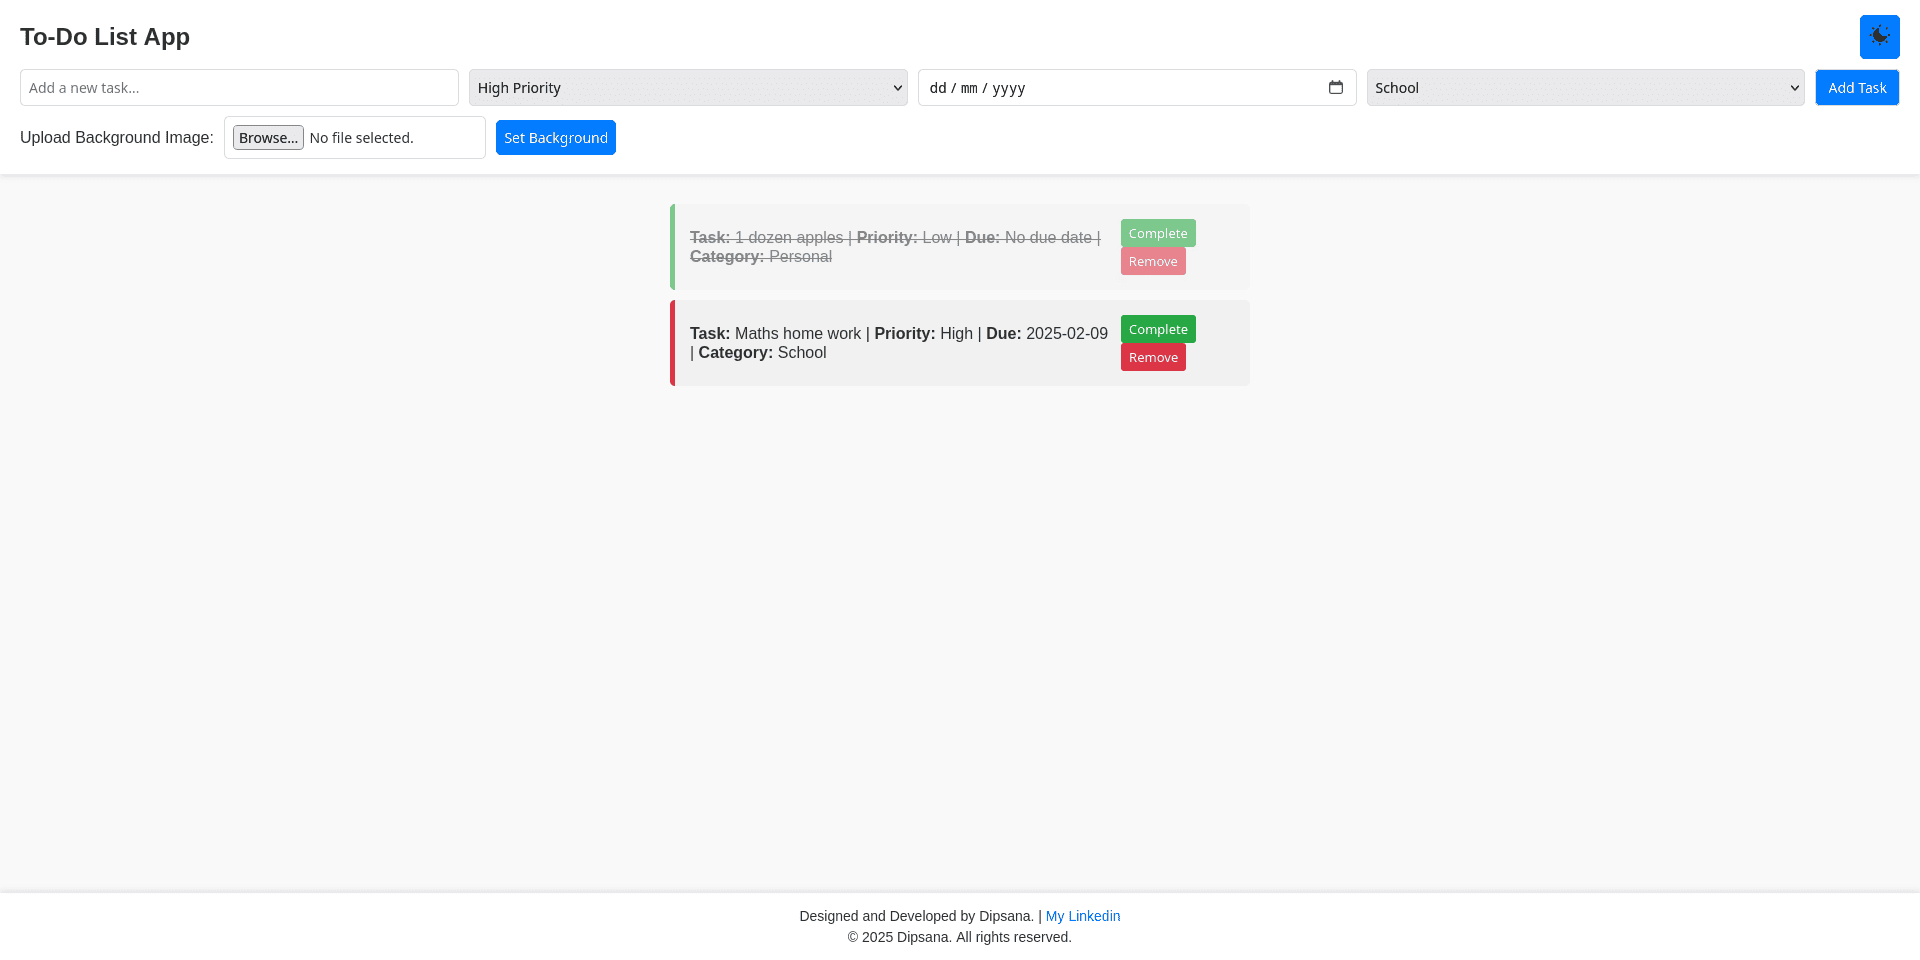 To-Do List App
Add a new task...
High Priority
dd / mm / yyyy
School
Add Task
Upload Background Image:
Browse...
No file selected.
Set Background
Task: 1 dozen apples | Priority: Low | Due: No due date |
Category: Personal
Complete
Remove
Task: Maths home work | Priority: High | Due: 2025-02-09
| Category: School
Complete
Remove
Designed and Developed by Dipsana. | My Linkedin
© 2025 Dipsana. All rights reserved.